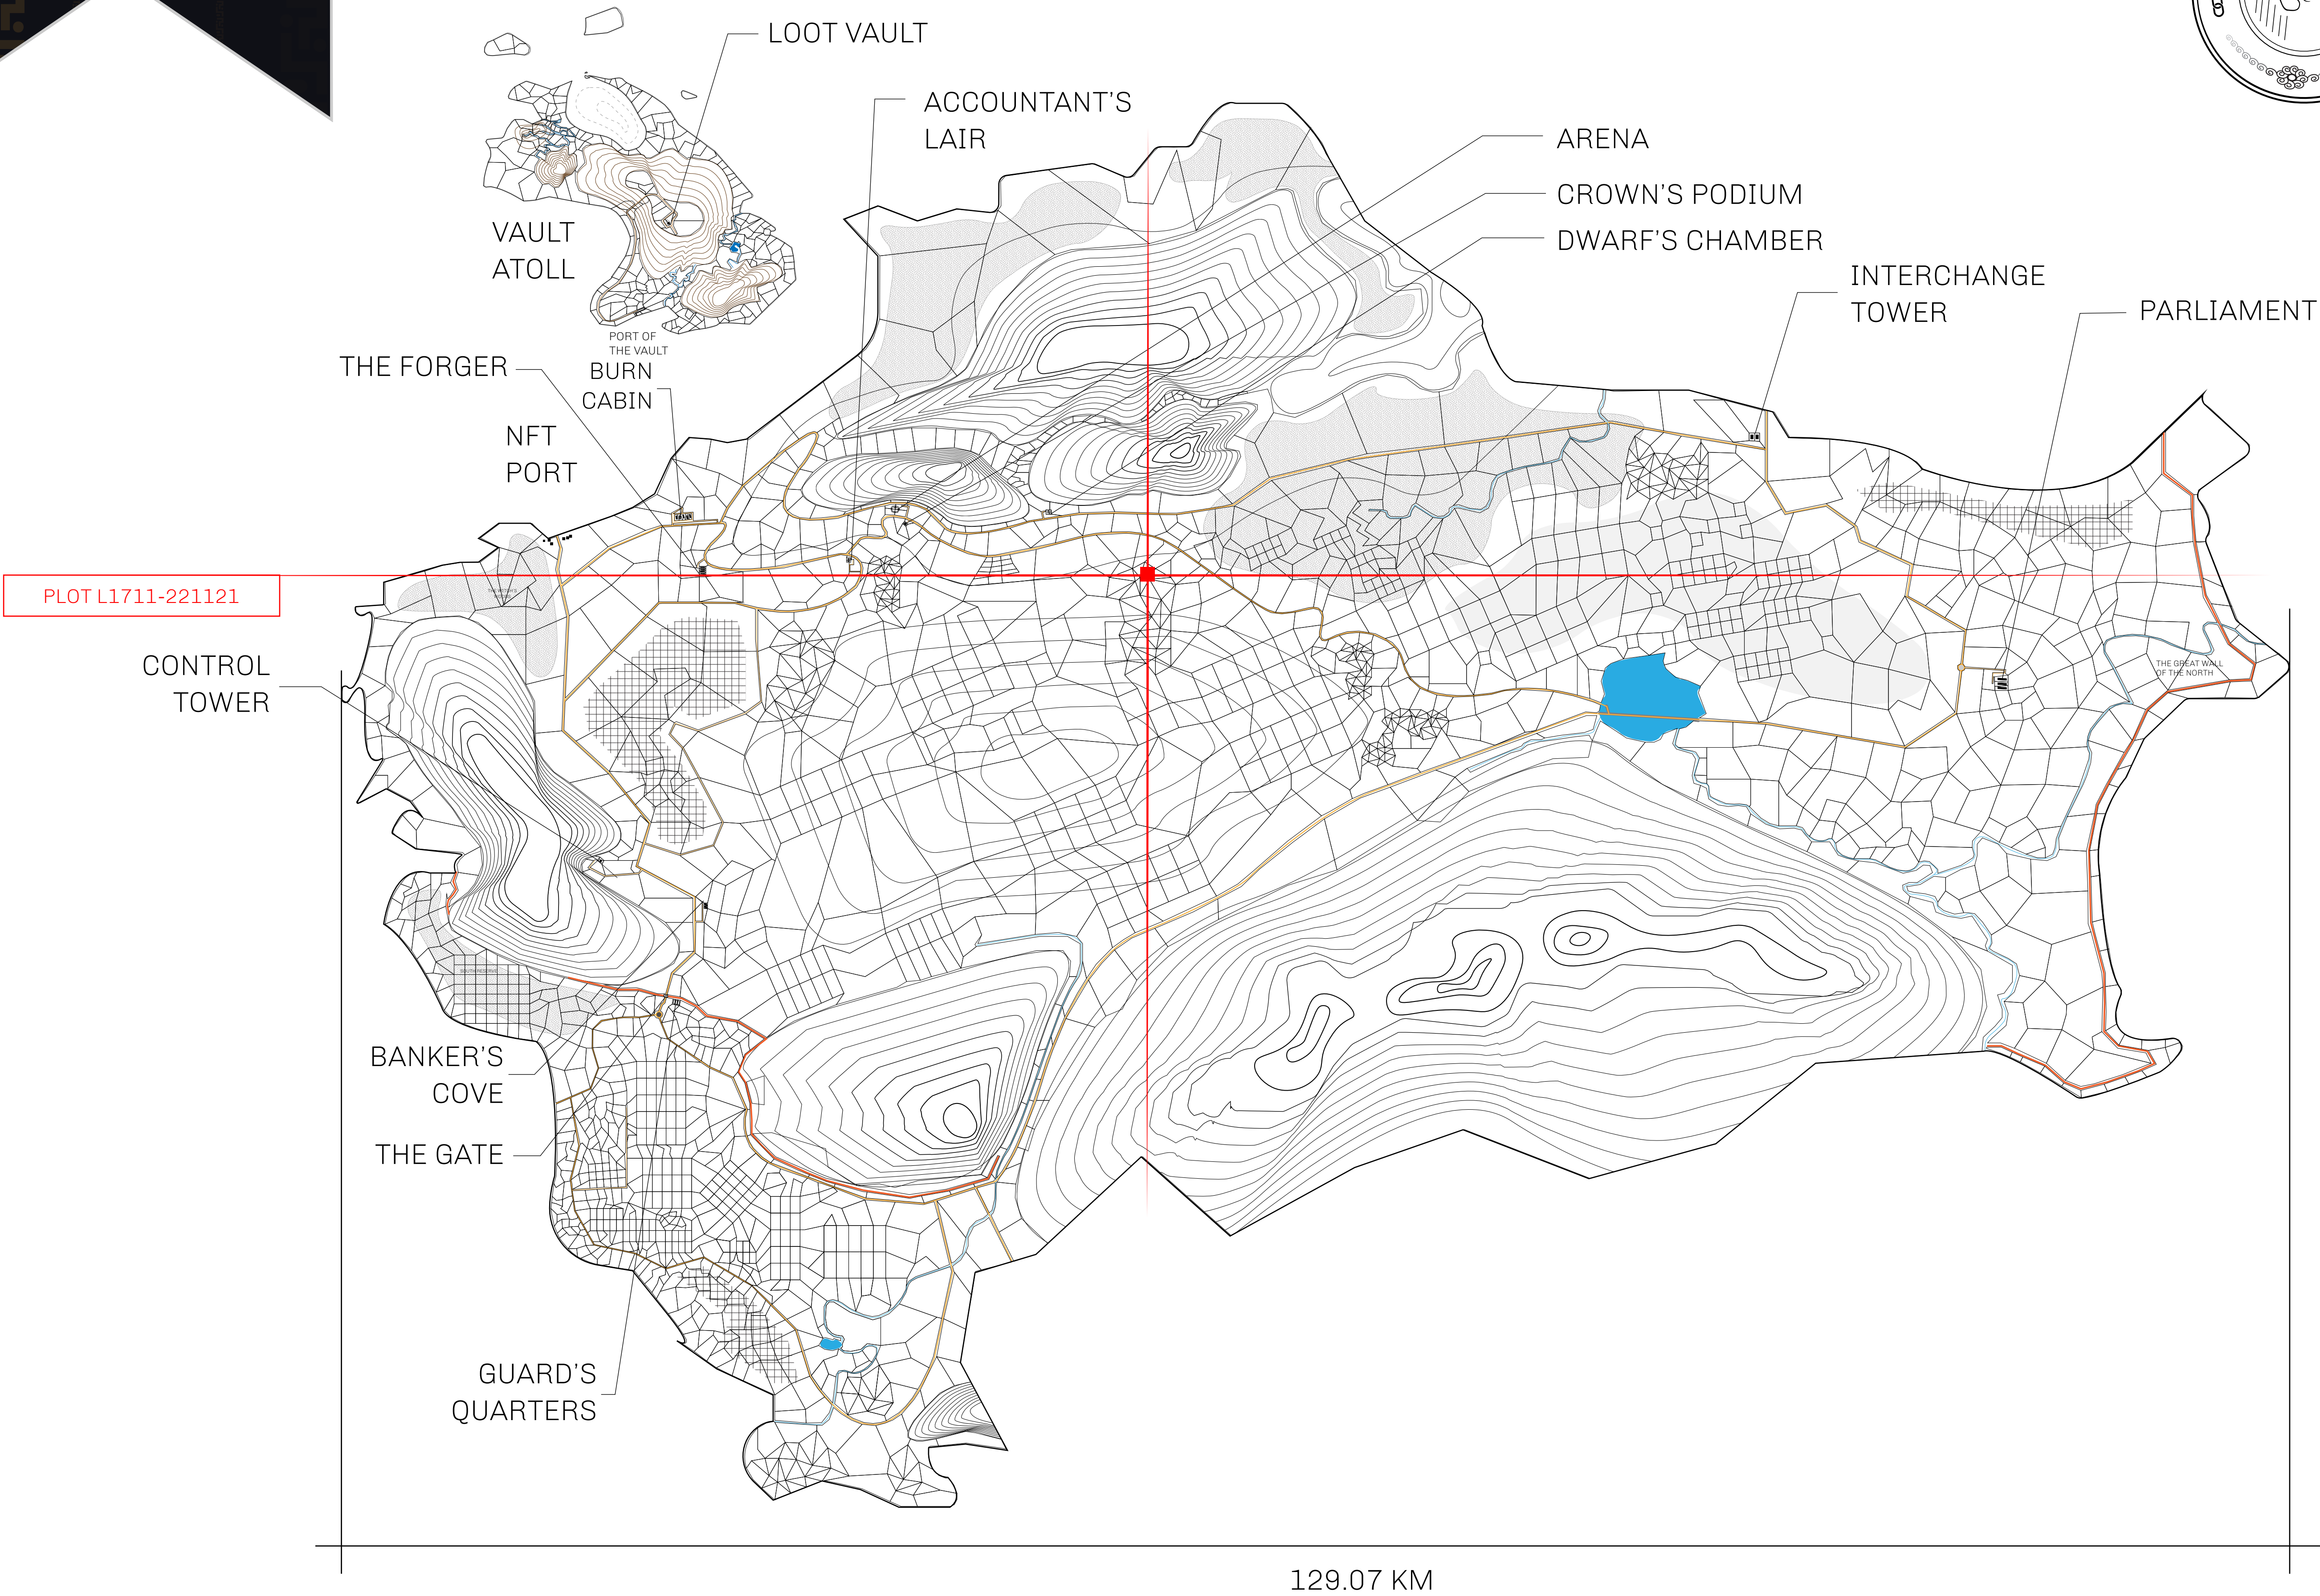 LOOT VAULT
ACCOUNTANT'S
LAIR
ARENA
CROWN'S PODIUM
DWARF'S CHAMBER
VAULT
ATOLL
INTERCHANGE
TOWER
PARLIAMENT
PORT OF
THE VAULT
THE FORGER
BURN
CABIN
NFT
PORT
PLOT L1711-221121
CONTROL
TOWER
THE GREAT WALL
OF THE NORTH
SOUTH RESERVE
BANKER'S
COVE
THE GATE
GUARD'S
QUARTERS
129.07 KM